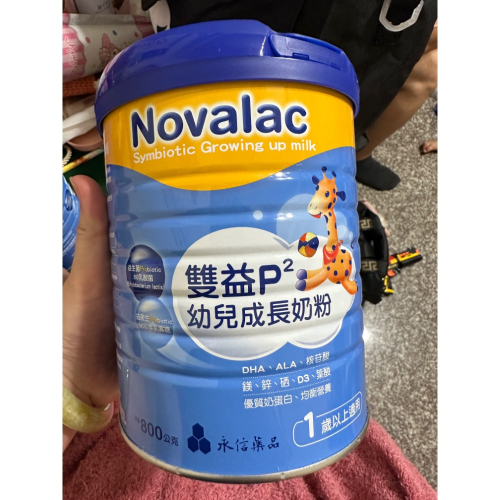 Novalac
Symbiotic Growing up milk
雙益P²
幼兒成長奶粉
DHA、ALA、核苷酸
鎂、鋅、硒、D3、葉酸
優質奶蛋白、均衡營養
1歲以上適用
800公克
永信藥品